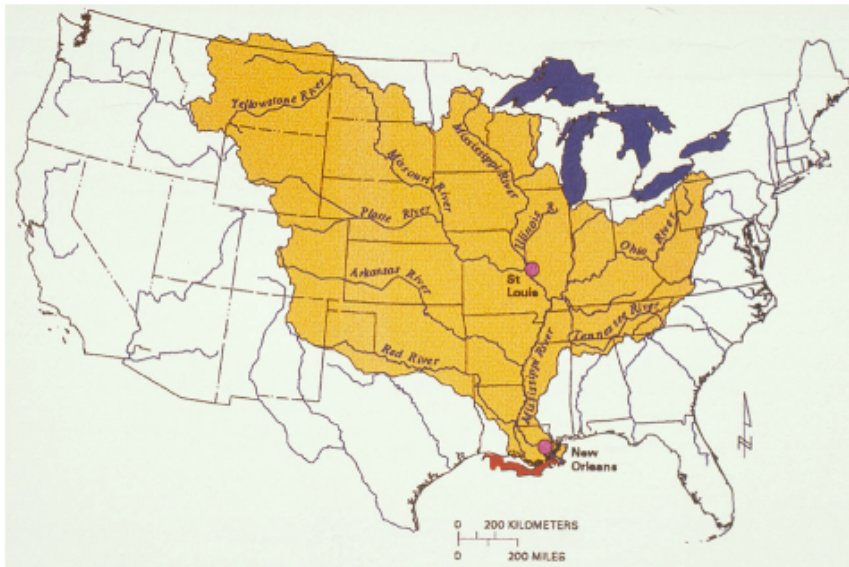 Yellowstone River
Missouri River
Mississippi River
Platte River
Illinois R
Ohio River
St
Louis
Arkansas River
Tennessee River
Red River
Mississippi River
New
Orleans
N
0 200 KILOMETERS
0 200 MILES